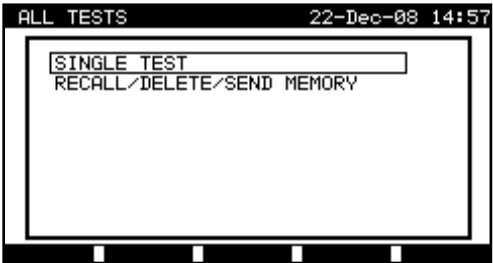 ALL TESTS 22-Dec-08 14:57
SINGLE TEST
RECALL/DELETE/SEND MEMORY